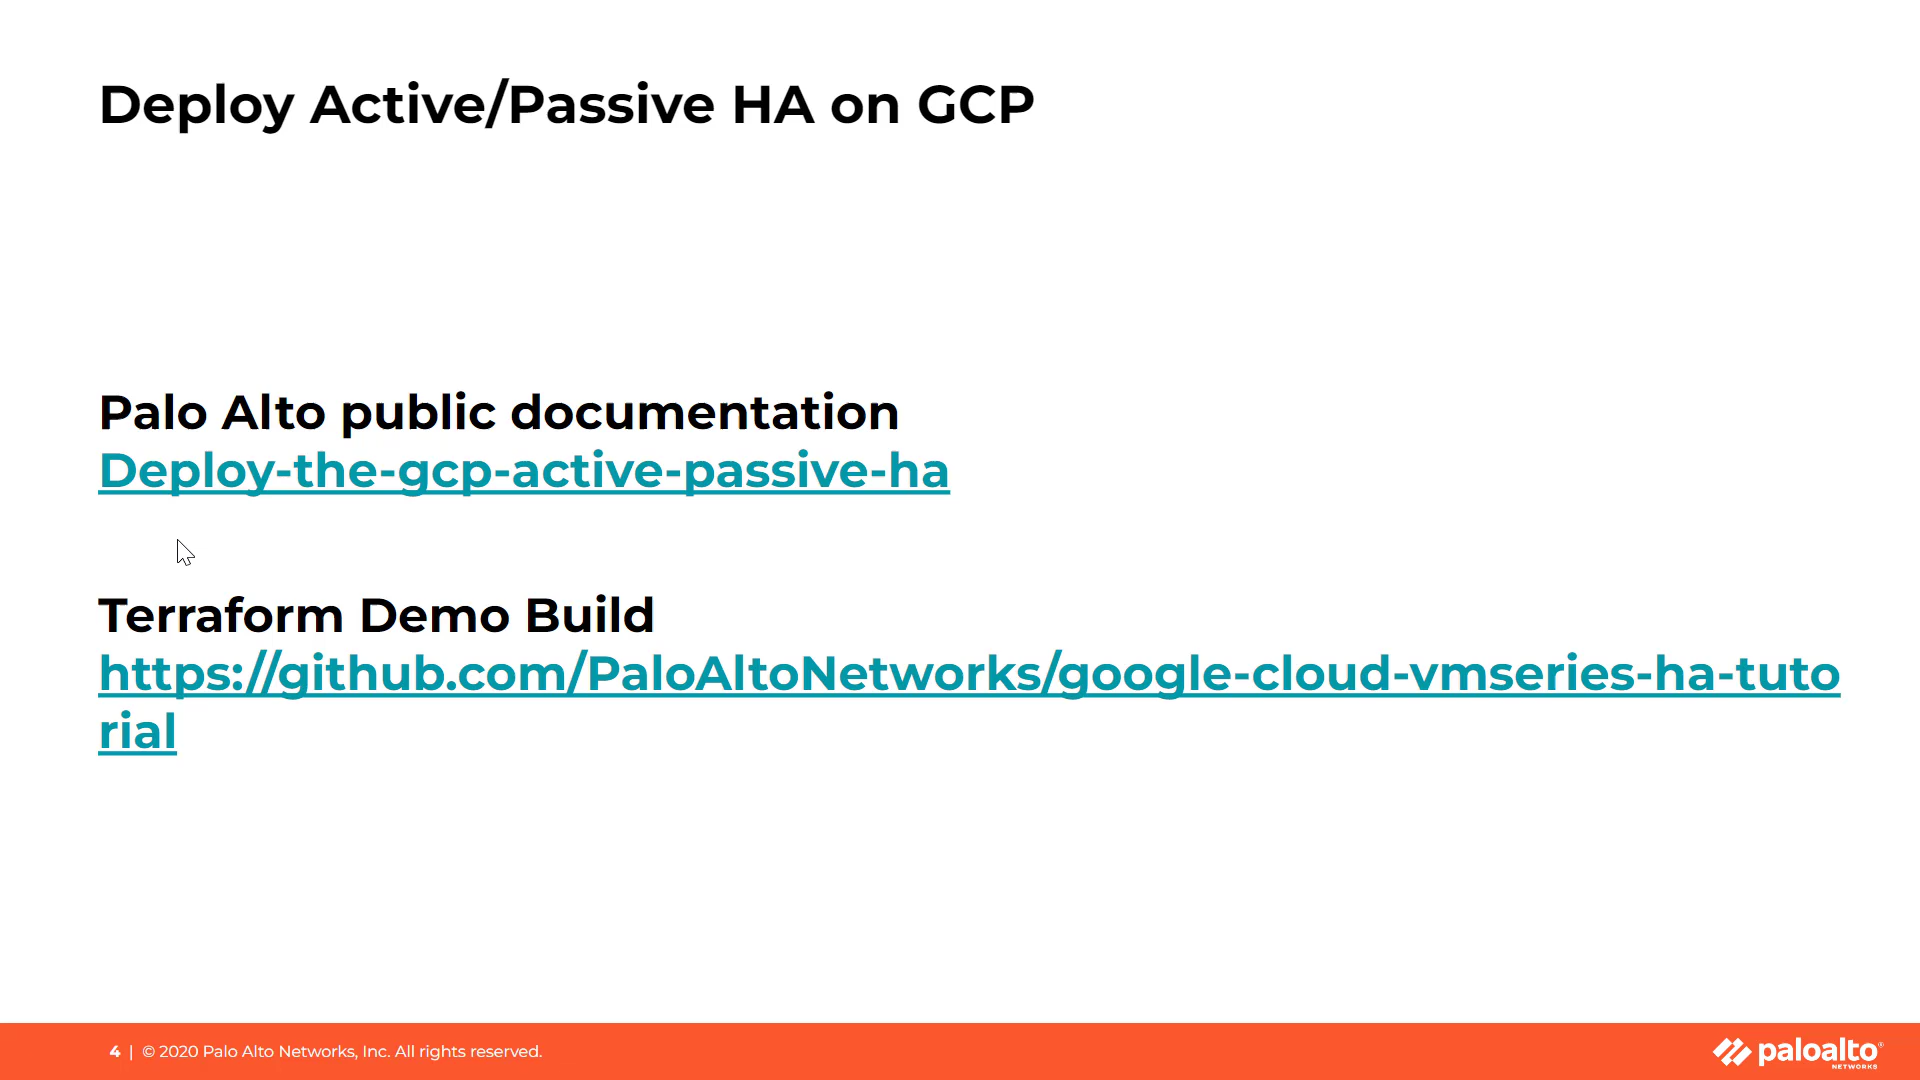 Deploy Active/Passive HA on GCP
Palo Alto public documentation
Deploy-the-gcp-active-passive-ha
Terraform Demo Build
https://github.com/PaloAltoNetworks/google-cloud-vmseries-ha-tuto
rial
4 | © 2020 Palo Alto Networks, Inc. All rights reserved.
paloalto®
NETWORKS